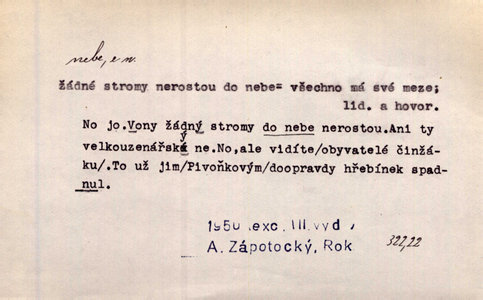 nebe, e n.
žádné stromy nerostou do nebe= všechno má své meze;
lid. a hovor.
No jo.Vony žádný stromy do nebe nerostou.Ani ty
velkouzenářský ne.No,ale vidíte/obyvatelé činžá-
ku/.To už jim/Pivoňkovým/doopravdy hřebínek spad-
nul.
1950 (exc. III.vyd.)
A. Zápotocký, Rok 322,22